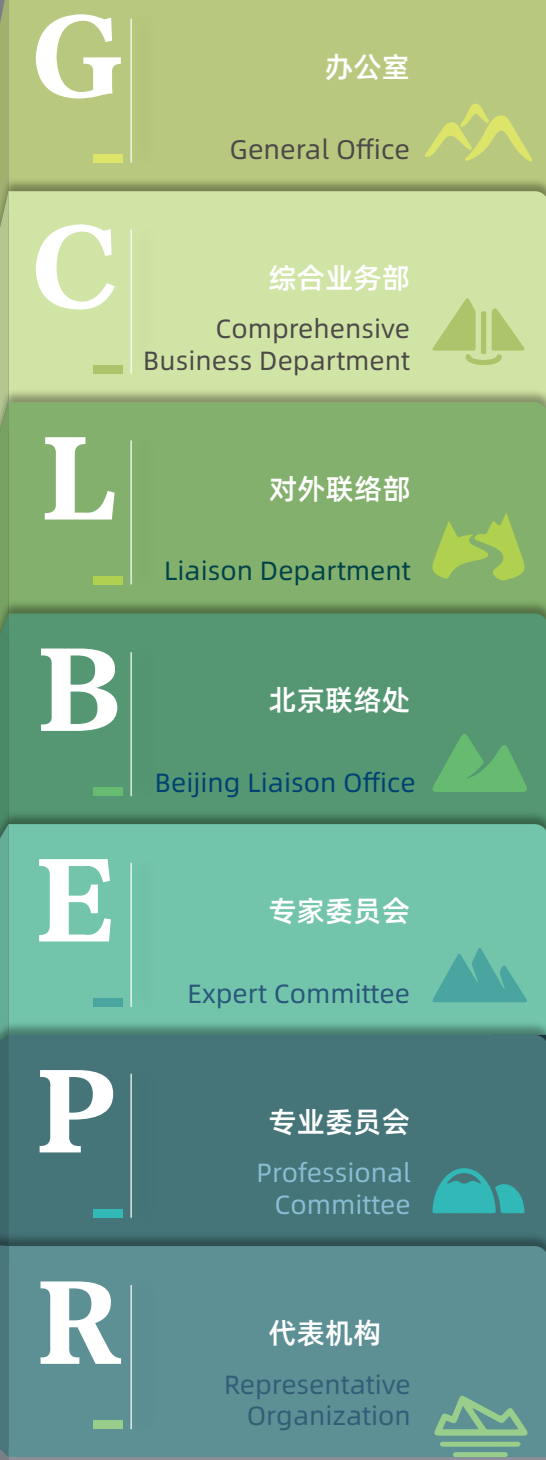 G
办公室
General Office
C
综合业务部
Comprehensive
Business Department
L
对外联络部
Liaison Department
B
北京联络处
Beijing Liaison Office
E
专家委员会
Expert Committee
P
专业委员会
Professional
Committee
R
代表机构
Representative
Organization